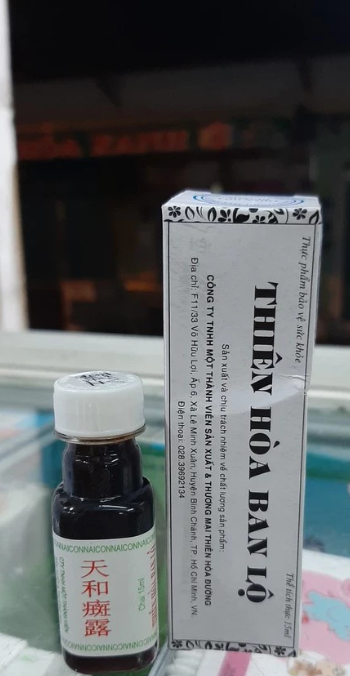 Thực phẩm bảo vệ sức khỏe
THIÊN HÒA BAN LỘ
Thể tích thực 15ml
Sản xuất và chịu trách nhiệm về chất lượng sản phẩm:
CÔNG TY TNHH MỘT THÀNH VIÊN SẢN XUẤT & THƯƠNG MẠI THIÊN HÒA ĐƯỜNG
Địa chỉ: F11/33 Võ Hữu Lợi, Ấp 6, Xã Lê Minh Xuân, Huyện Bình Chánh, TP. Hồ Chí Minh, VN.
Điện thoại: 028.39692134
天和癍露